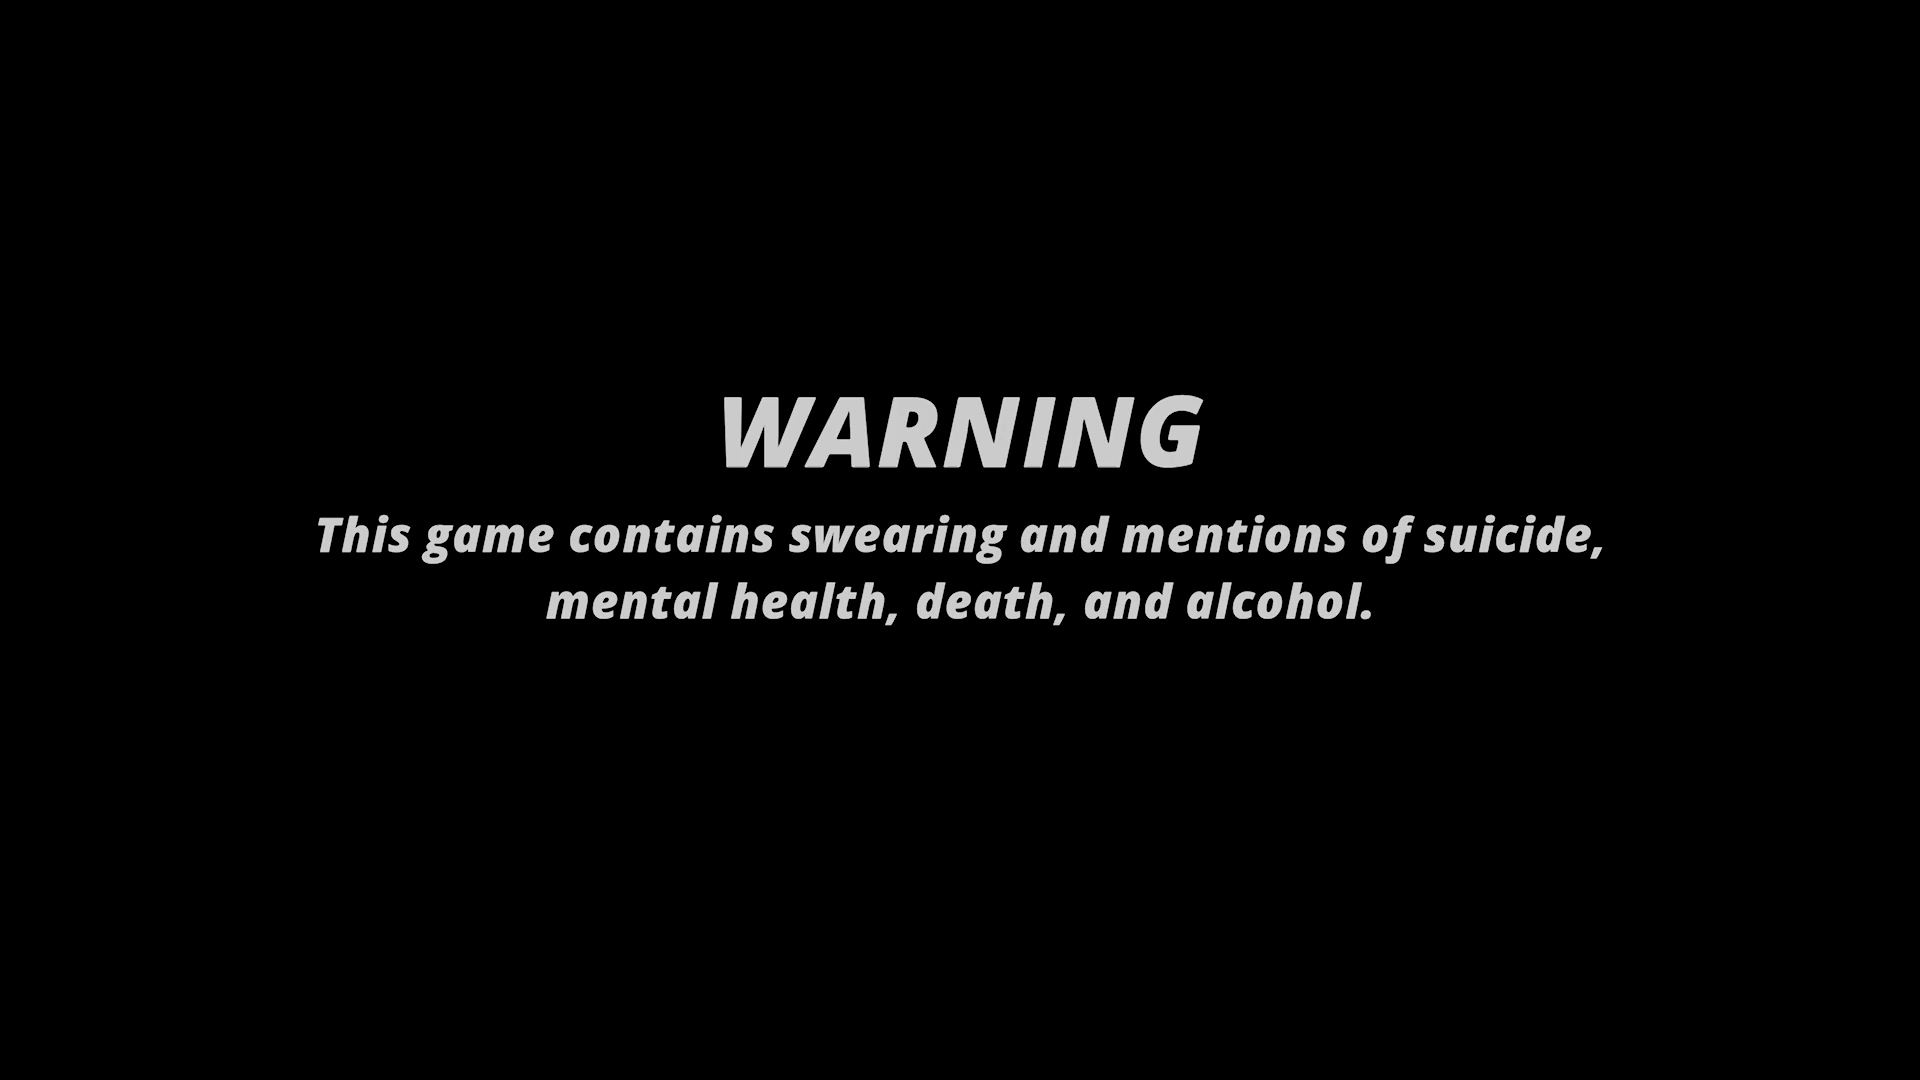 WARNING
This game contains swearing and mentions of suicide,
mental health, death, and alcohol.